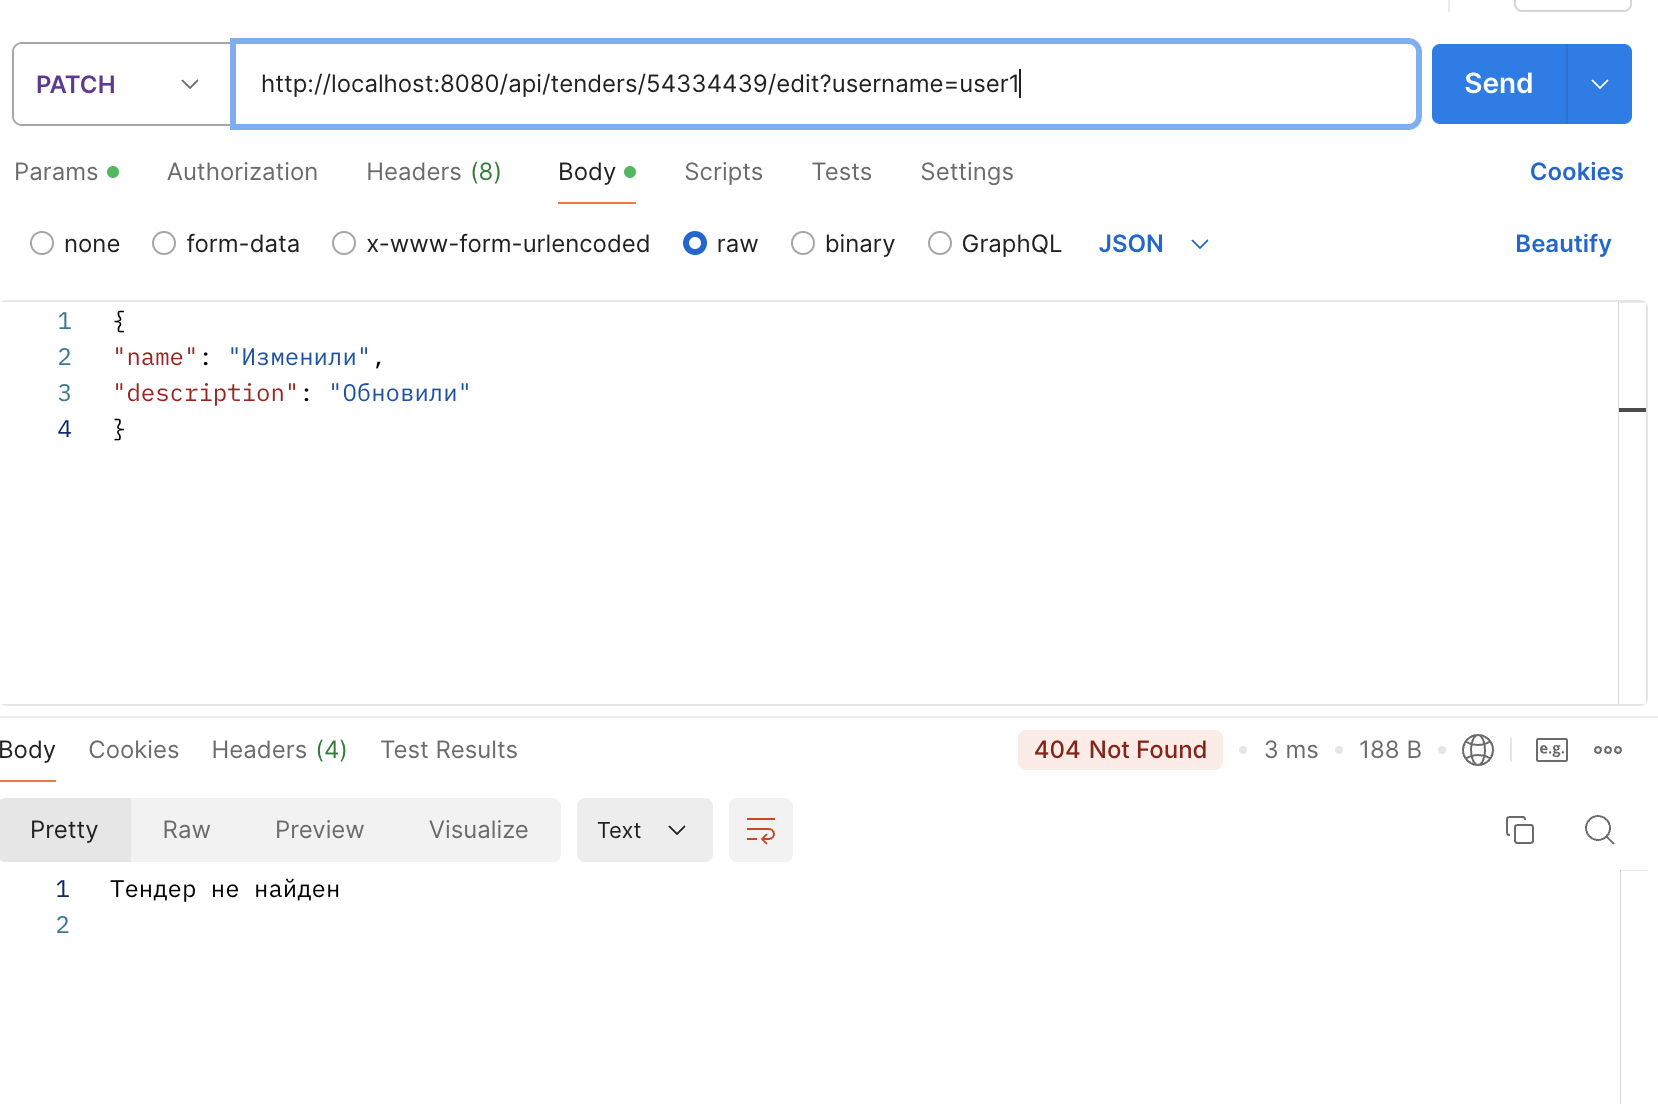 PATCH http://localhost:8080/api/tenders/54334439/edit?username=user1 Send
Params Authorization Headers (8) Body Scripts Tests Settings Cookies
none form-data x-www-form-urlencoded raw binary GraphQL JSON Beautify
1 {
2 "name": "Изменили",
3 "description": "Обновили"
4 }
Body Cookies Headers (4) Test Results 404 Not Found 3 ms 188 B e.g.
Pretty Raw Preview Visualize Text
1 Тендер не найден
2